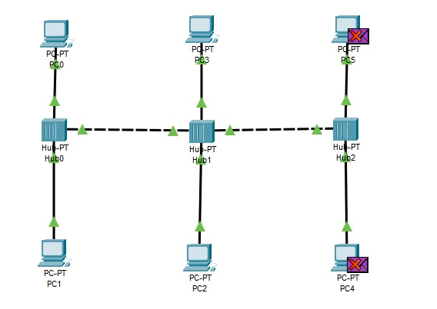 PC-PT
PC0
PC-PT
PC3
PC-PT
PC5
Hub-PT
Hub0
Hub-PT
Hub1
Hub-PT
Hub2
PC-PT
PC1
PC-PT
PC2
PC-PT
PC4